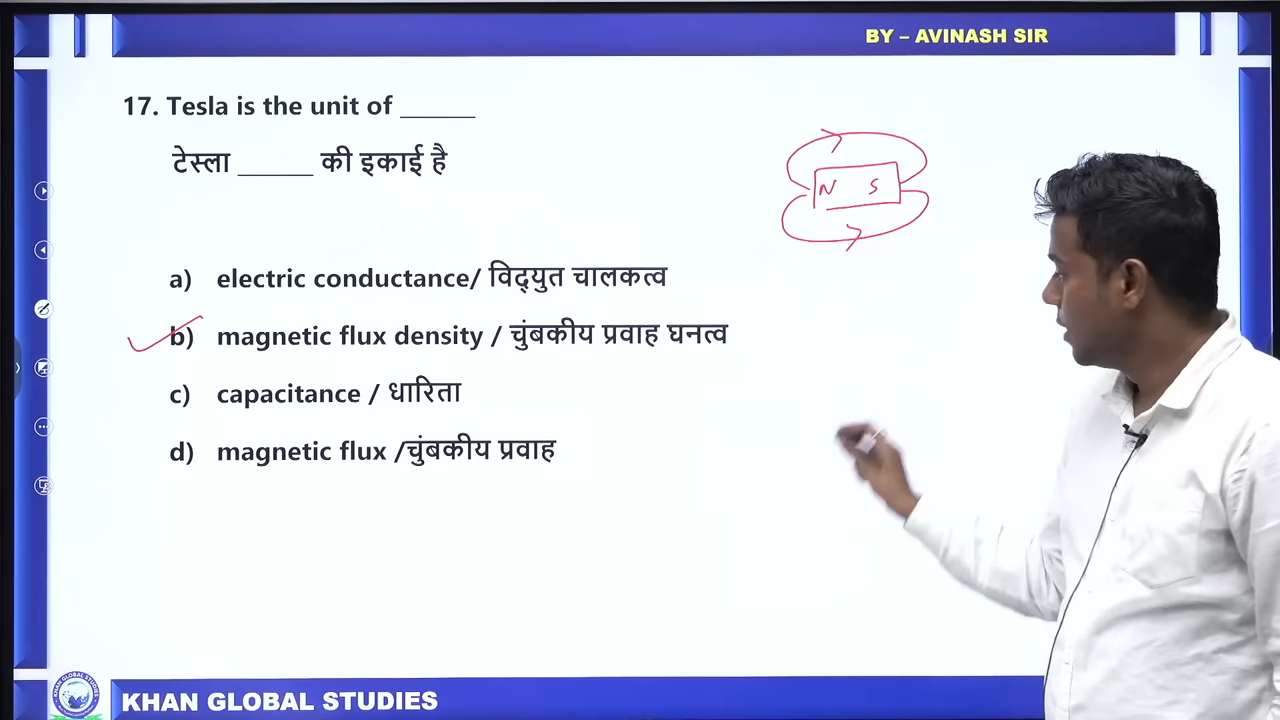 BY – AVINASH SIR
17. Tesla is the unit of ______
टेस्ला ______ की इकाई है
N S
a) electric conductance/ विद्युत चालकत्व
b) magnetic flux density / चुंबकीय प्रवाह घनत्व
c) capacitance / धारिता
d) magnetic flux /चुंबकीय प्रवाह
KHAN GLOBAL STUDIES